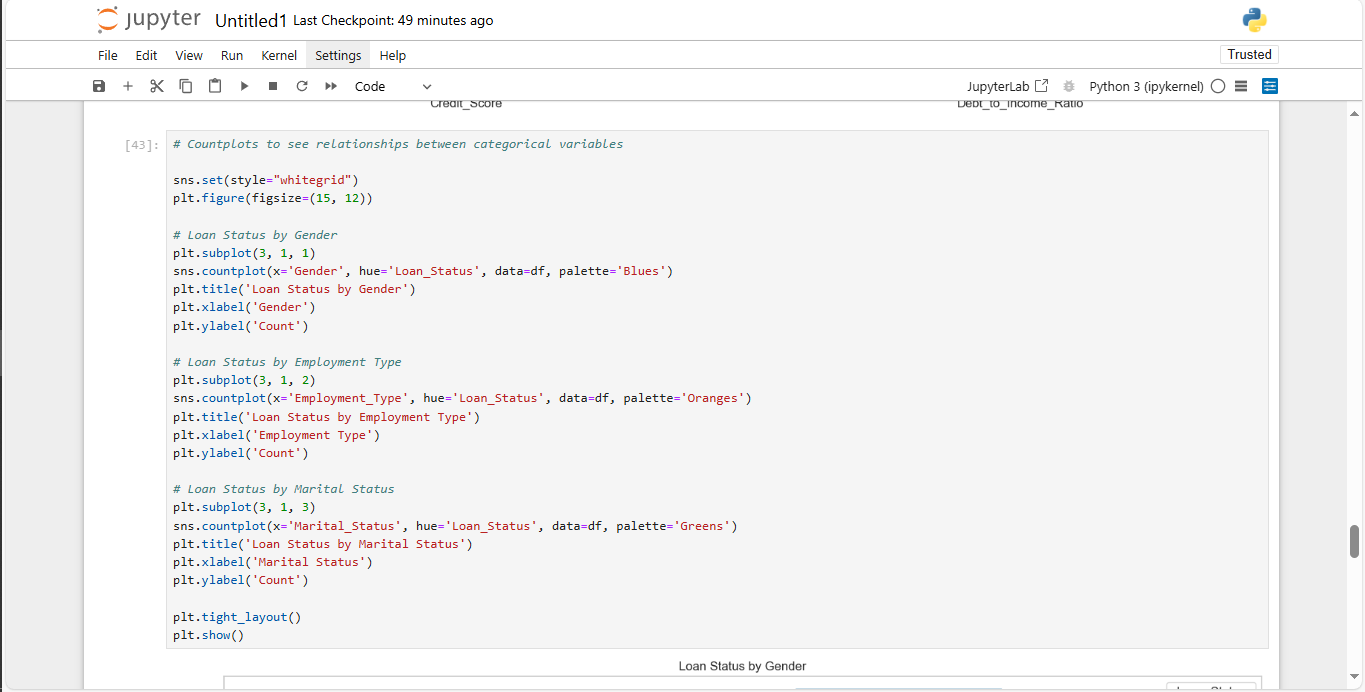 jupyter Untitled1 Last Checkpoint: 49 minutes ago
File Edit View Run Kernel Settings Help Trusted
Code JupyterLab Python 3 (ipykernel)
Credit_Score Debt_to_Income_Ratio
[43]: # Countplots to see relationships between categorical variables
sns.set(style="whitegrid")
plt.figure(figsize=(15, 12))
# Loan Status by Gender
plt.subplot(3, 1, 1)
sns.countplot(x='Gender', hue='Loan_Status', data=df, palette='Blues')
plt.title('Loan Status by Gender')
plt.xlabel('Gender')
plt.ylabel('Count')
# Loan Status by Employment Type
plt.subplot(3, 1, 2)
sns.countplot(x='Employment_Type', hue='Loan_Status', data=df, palette='Oranges')
plt.title('Loan Status by Employment Type')
plt.xlabel('Employment Type')
plt.ylabel('Count')
# Loan Status by Marital Status
plt.subplot(3, 1, 3)
sns.countplot(x='Marital_Status', hue='Loan_Status', data=df, palette='Greens')
plt.title('Loan Status by Marital Status')
plt.xlabel('Marital Status')
plt.ylabel('Count')
plt.tight_layout()
plt.show()
Loan Status by Gender